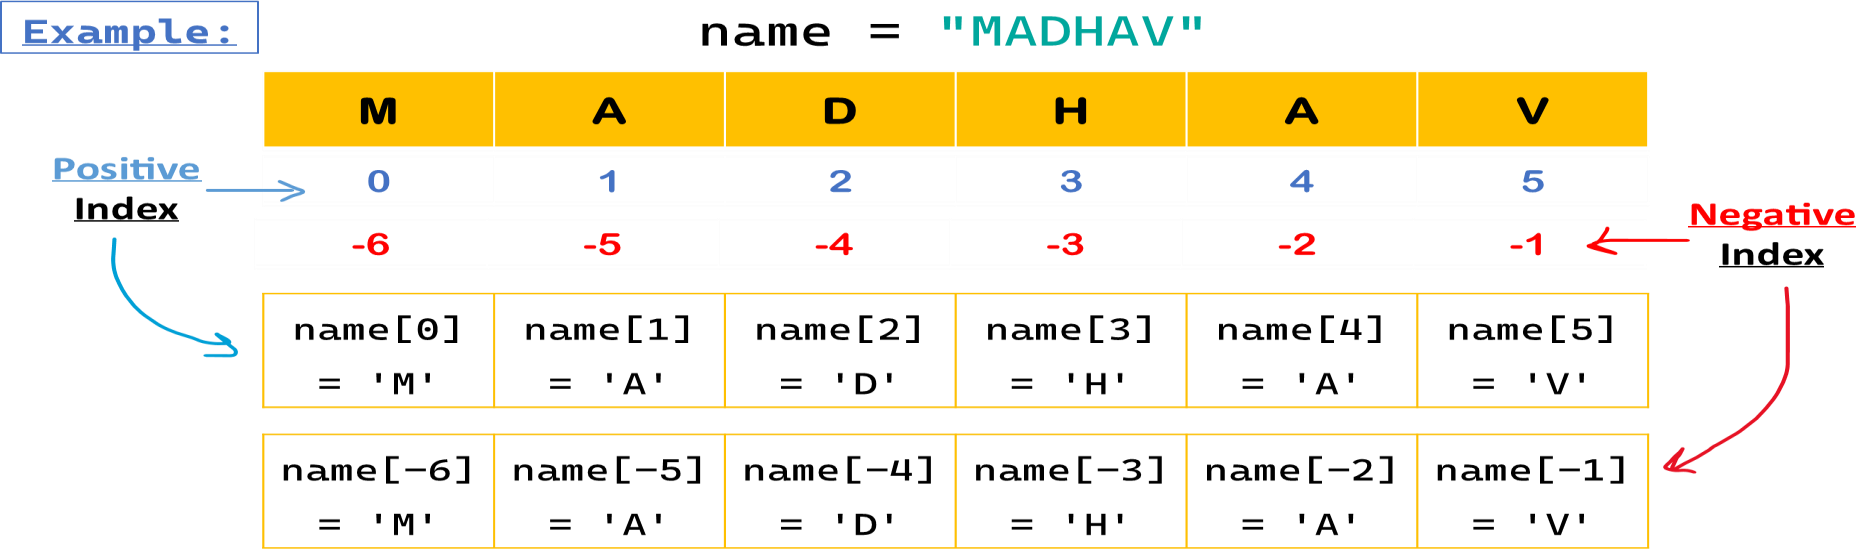 Example:
name = "MADHAV"
M A D H A V
Positive
Index
0 1 2 3 4 5
Negative
Index
-6 -5 -4 -3 -2 -1
name[0] name[1] name[2] name[3] name[4] name[5]
= 'M' = 'A' = 'D' = 'H' = 'A' = 'V'
name[−6] name[−5] name[−4] name[−3] name[−2] name[−1]
= 'M' = 'A' = 'D' = 'H' = 'A' = 'V'